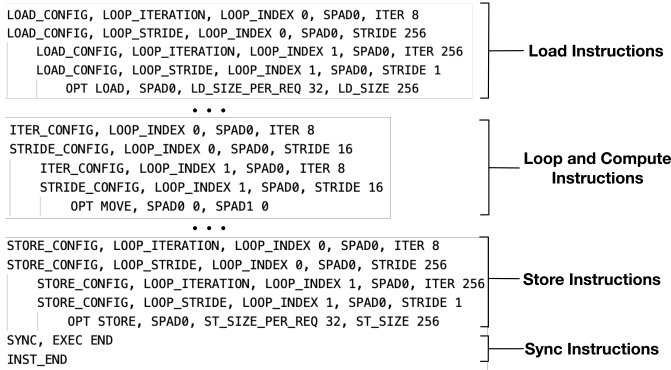 LOAD_CONFIG, LOOP_ITERATION, LOOP_INDEX 0, SPAD0, ITER 8
LOAD_CONFIG, LOOP_STRIDE, LOOP_INDEX 0, SPAD0, STRIDE 256
LOAD_CONFIG, LOOP_ITERATION, LOOP_INDEX 1, SPAD0, ITER 256
LOAD_CONFIG, LOOP_STRIDE, LOOP_INDEX 1, SPAD0, STRIDE 1
OPT LOAD, SPAD0, LD_SIZE_PER_REQ 32, LD_SIZE 256
Load Instructions
...
ITER_CONFIG, LOOP_INDEX 0, SPAD0, ITER 8
STRIDE_CONFIG, LOOP_INDEX 0, SPAD0, STRIDE 16
ITER_CONFIG, LOOP_INDEX 1, SPAD0, ITER 8
STRIDE_CONFIG, LOOP_INDEX 1, SPAD0, STRIDE 16
OPT MOVE, SPAD0 0, SPAD1 0
Loop and Compute
Instructions
...
STORE_CONFIG, LOOP_ITERATION, LOOP_INDEX 0, SPAD0, ITER 8
STORE_CONFIG, LOOP_STRIDE, LOOP_INDEX 0, SPAD0, STRIDE 256
STORE_CONFIG, LOOP_ITERATION, LOOP_INDEX 1, SPAD0, ITER 256
STORE_CONFIG, LOOP_STRIDE, LOOP_INDEX 1, SPAD0, STRIDE 1
OPT STORE, SPAD0, ST_SIZE_PER_REQ 32, ST_SIZE 256
Store Instructions
SYNC, EXEC END
INST_END
Sync Instructions